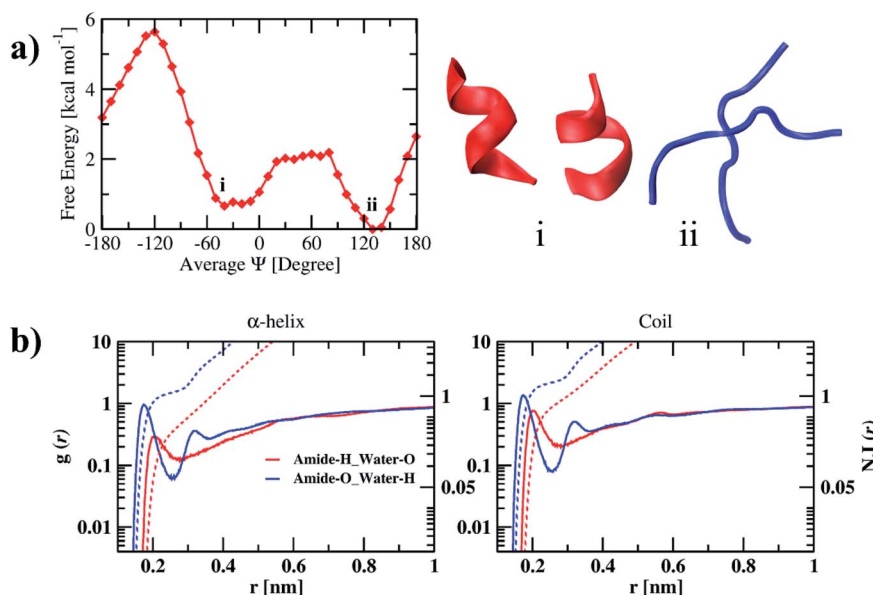 a)
Free Energy [kcal mol⁻¹]
6
4
2
0
-180 -120 -60 0 60 120 180
Average Ψ [Degree]
i
ii
i
ii
b)
α-helix
Coil
g(r)
10
1
0.1
0.01
1
0.05
0.2 0.4 0.6 0.8 1
r [nm]
Amide-H_Water-O
Amide-O_Water-H
10
1
0.1
0.01
1
0.05
0.2 0.4 0.6 0.8 1
r [nm]